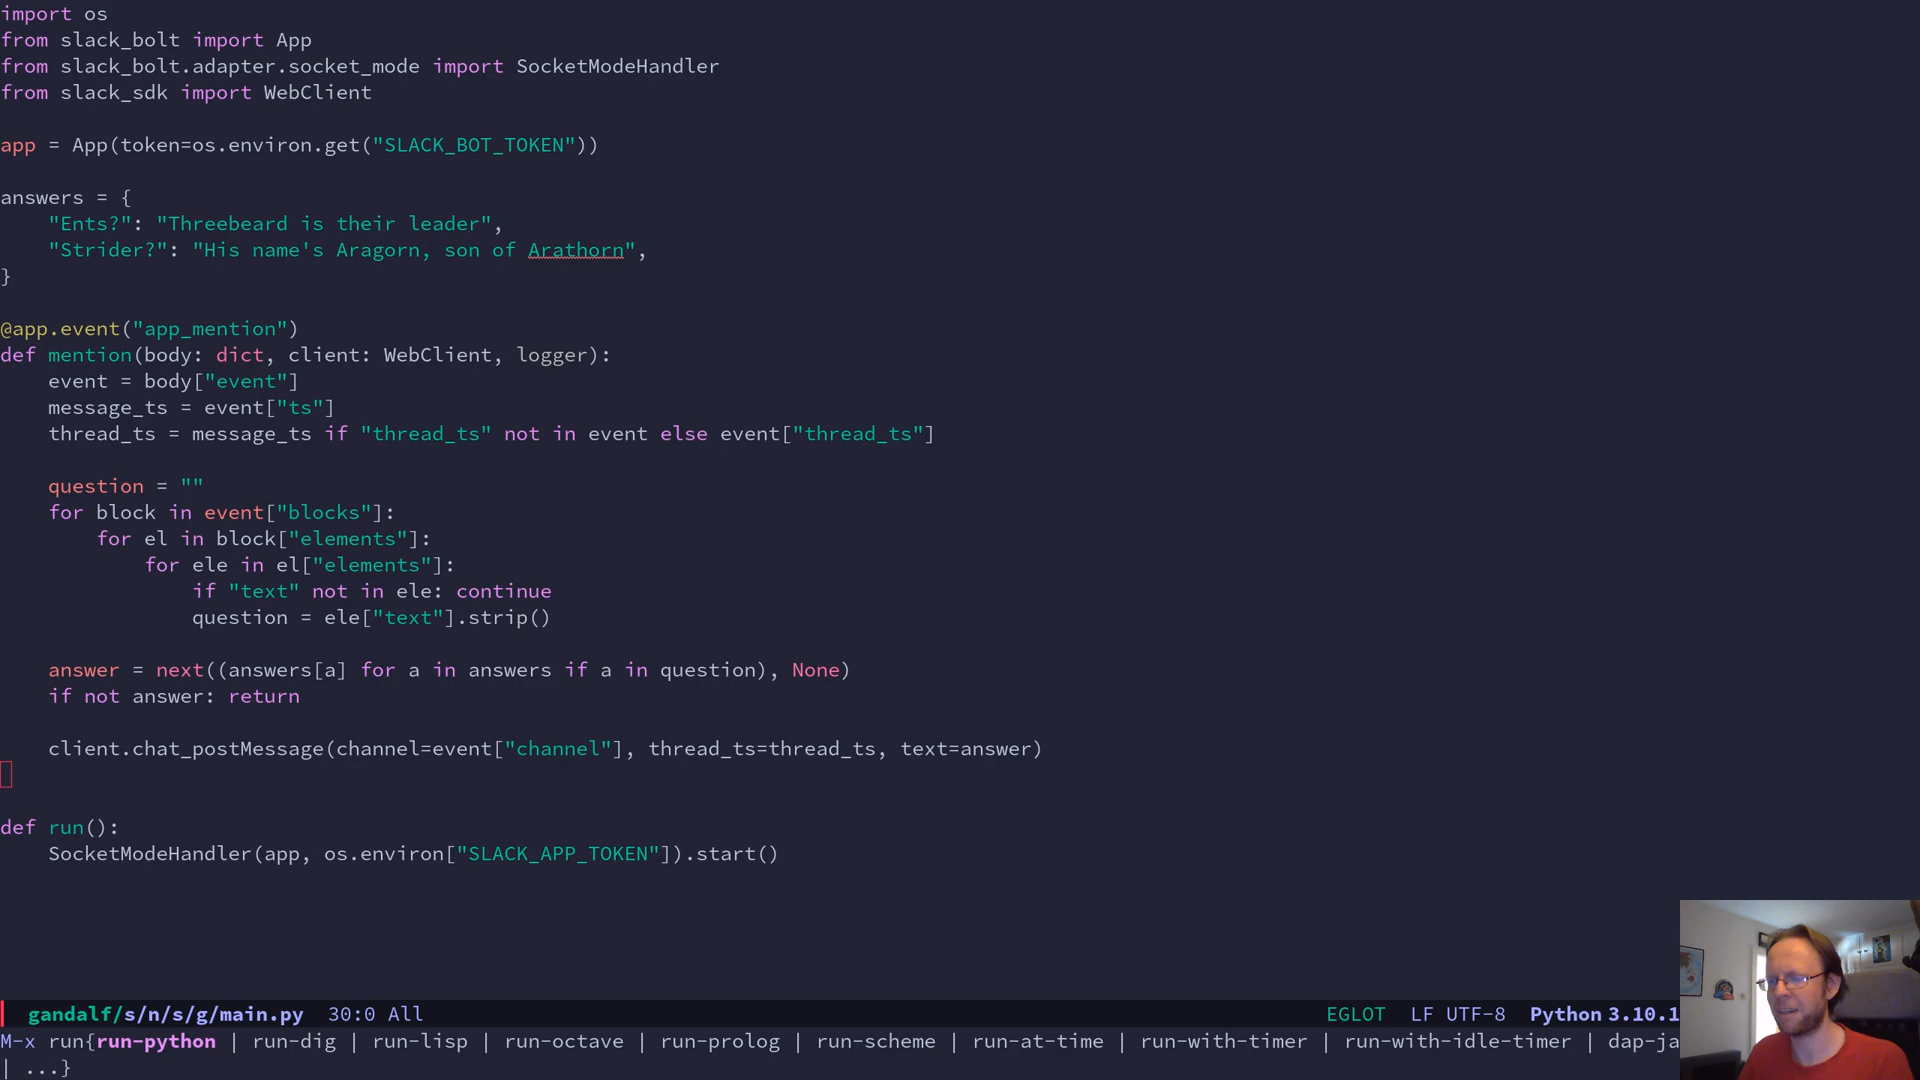 import os
from slack_bolt import App
from slack_bolt.adapter.socket_mode import SocketModeHandler
from slack_sdk import WebClient

app = App(token=os.environ.get("SLACK_BOT_TOKEN"))

answers = {
    "Ents?": "Threebeard is their leader",
    "Strider?": "His name's Aragorn, son of Arathorn",
}

@app.event("app_mention")
def mention(body: dict, client: WebClient, logger):
    event = body["event"]
    message_ts = event["ts"]
    thread_ts = message_ts if "thread_ts" not in event else event["thread_ts"]

    question = ""
    for block in event["blocks"]:
        for el in block["elements"]:
            for ele in el["elements"]:
                if "text" not in ele: continue
                question = ele["text"].strip()

    answer = next((answers[a] for a in answers if a in question), None)
    if not answer: return

    client.chat_postMessage(channel=event["channel"], thread_ts=thread_ts, text=answer)

def run():
    SocketModeHandler(app, os.environ["SLACK_APP_TOKEN"]).start()

gandalf/s/n/s/g/main.py  30:0 All  EGLOT  LF UTF-8  Python 3.10.1
M-x run{run-python | run-dig | run-lisp | run-octave | run-prolog | run-scheme | run-at-time | run-with-timer | run-with-idle-timer | dap-ja
| ...}